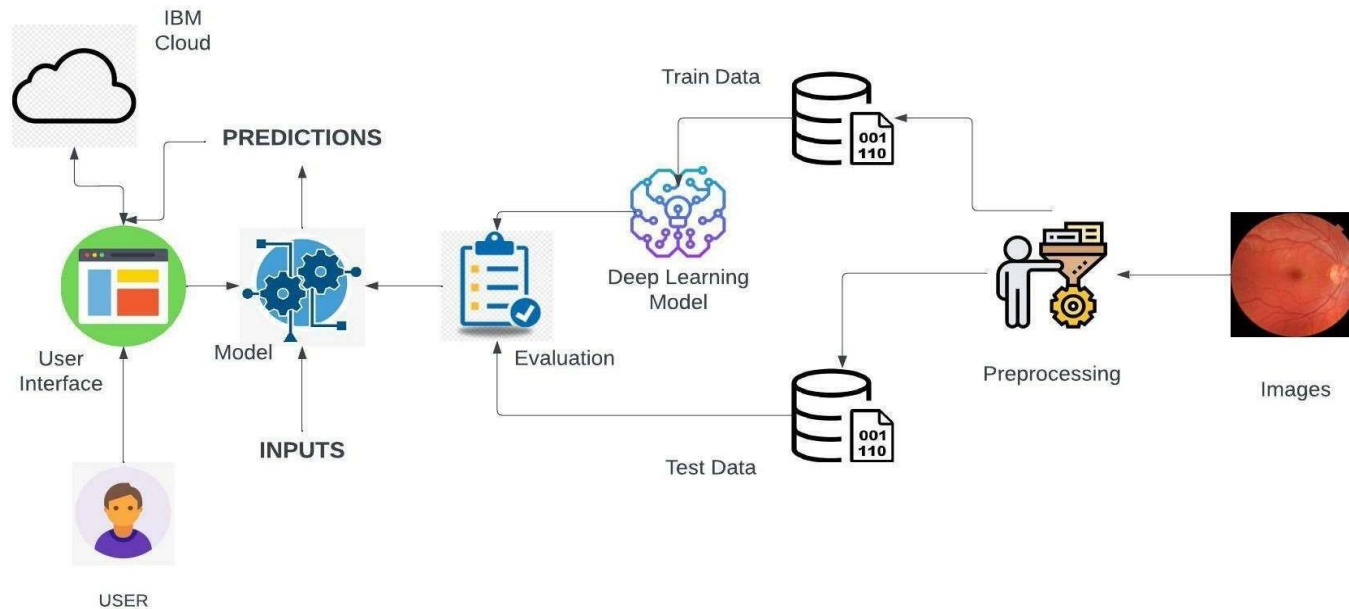 IBM
Cloud
Train Data
PREDICTIONS
001
110
Deep Learning
Model
User
Interface
Model
Evaluation
Preprocessing
Images
INPUTS
001
110
Test Data
USER